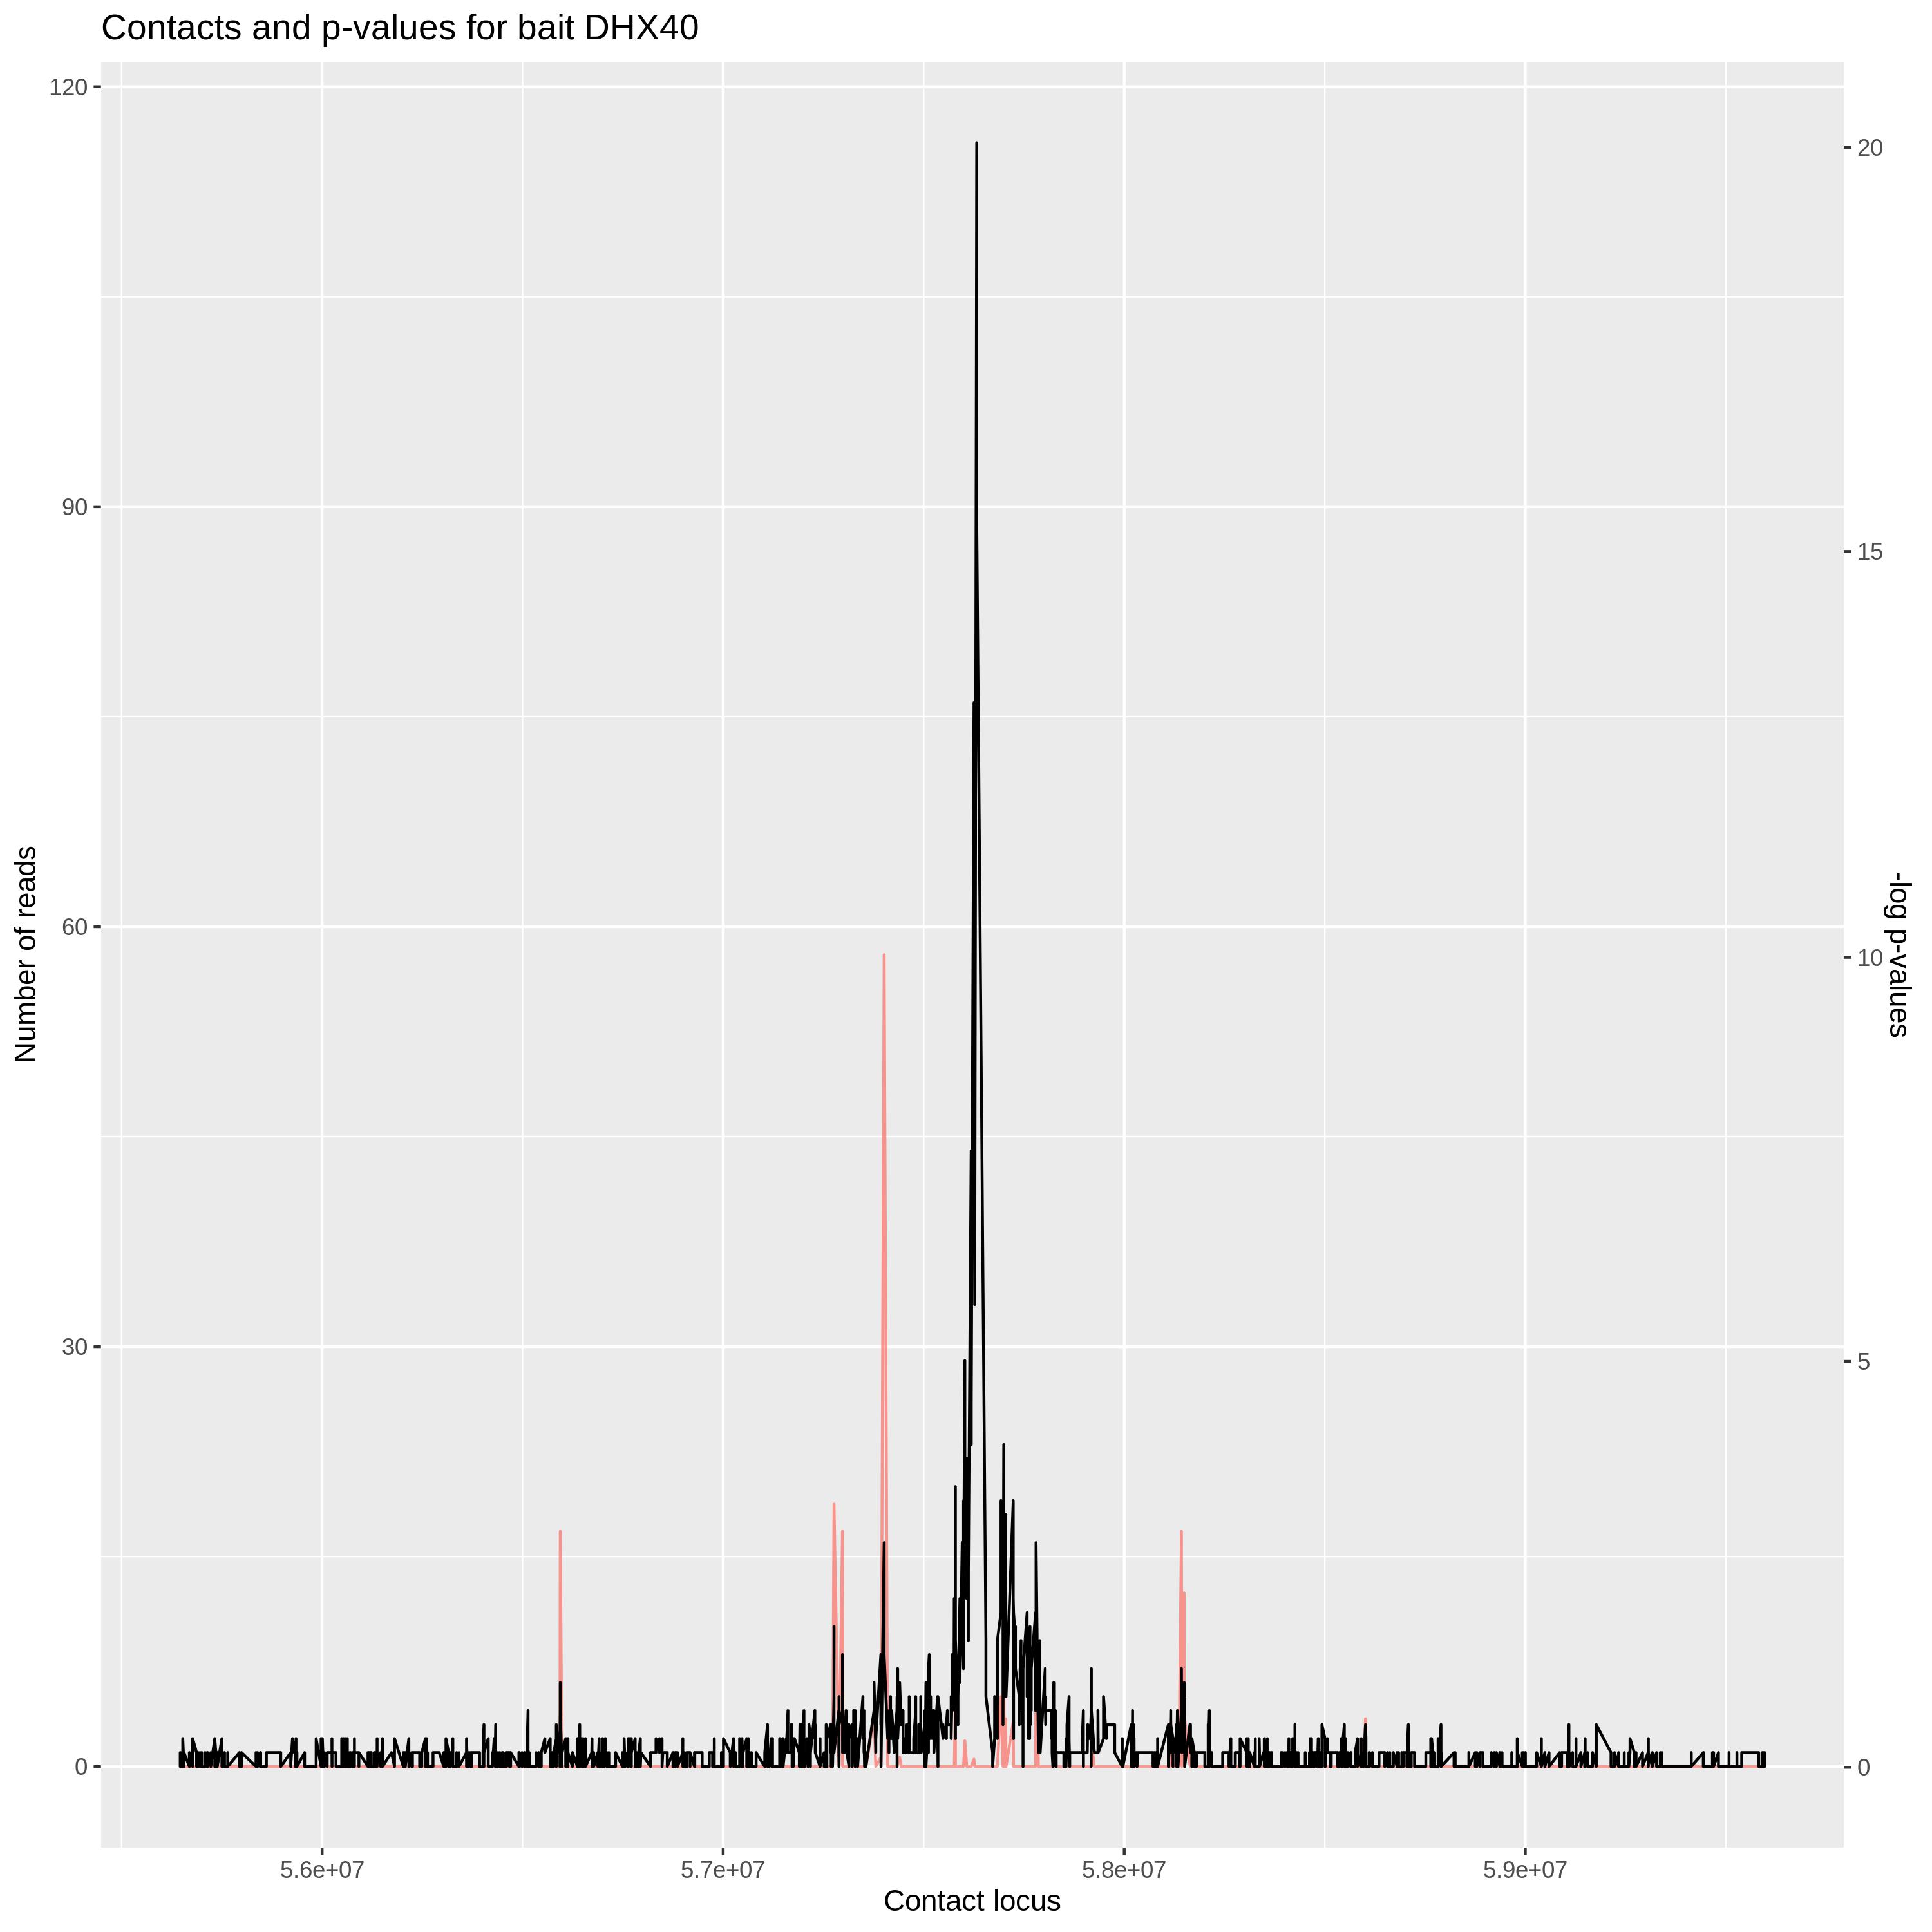 Contacts and p-values for bait DHX40
120
90
60
30
0
Number of reads
20
15
10
5
0
-log p-values
5.6e+07
5.7e+07
5.8e+07
5.9e+07
Contact locus